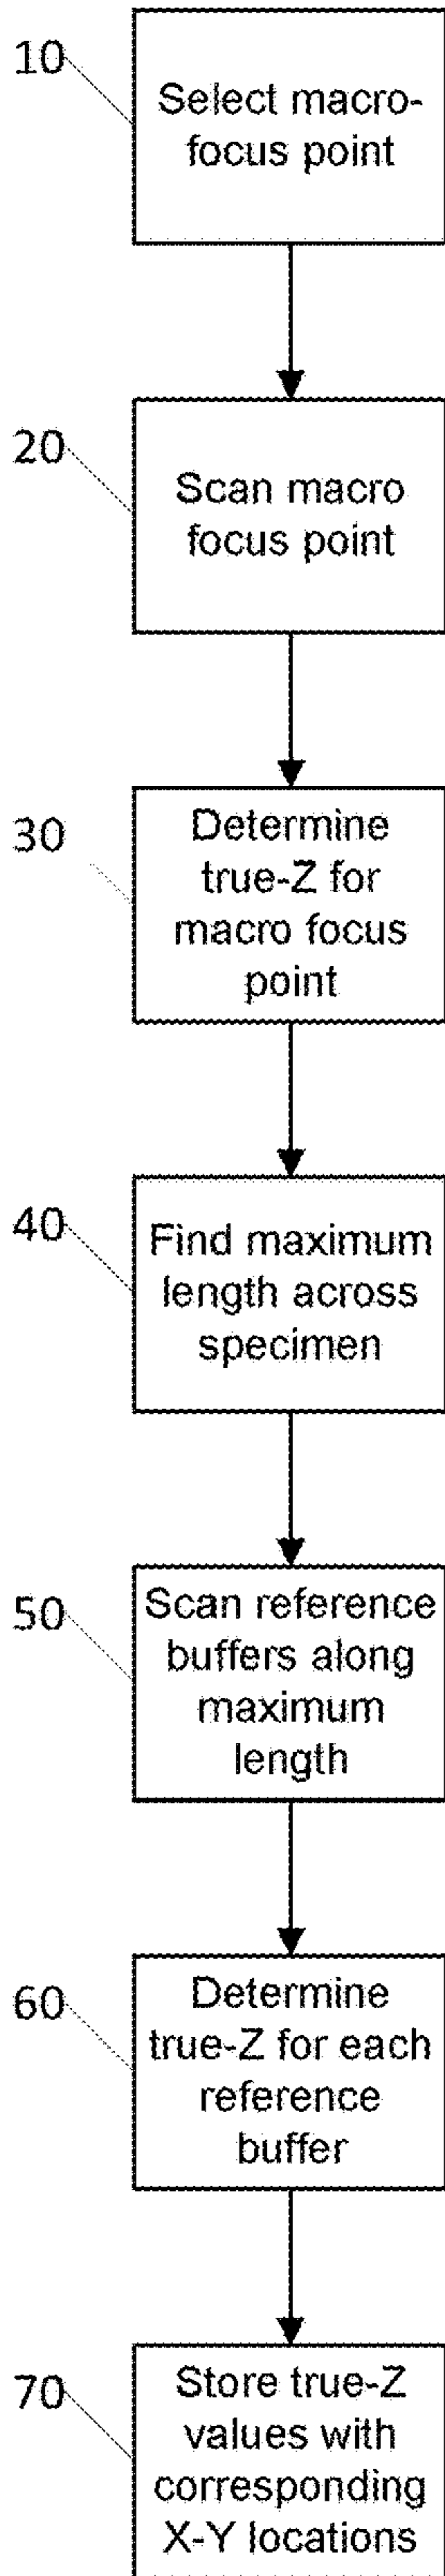 10
Select macro-
focus point
20
Scan macro
focus point
30
Determine
true-Z for
macro focus
point
40
Find maximum
length across
specimen
50
Scan reference
buffers along
maximum
length
60
Determine
true-Z for each
reference
buffer
70
Store true-Z
values with
corresponding
X-Y locations